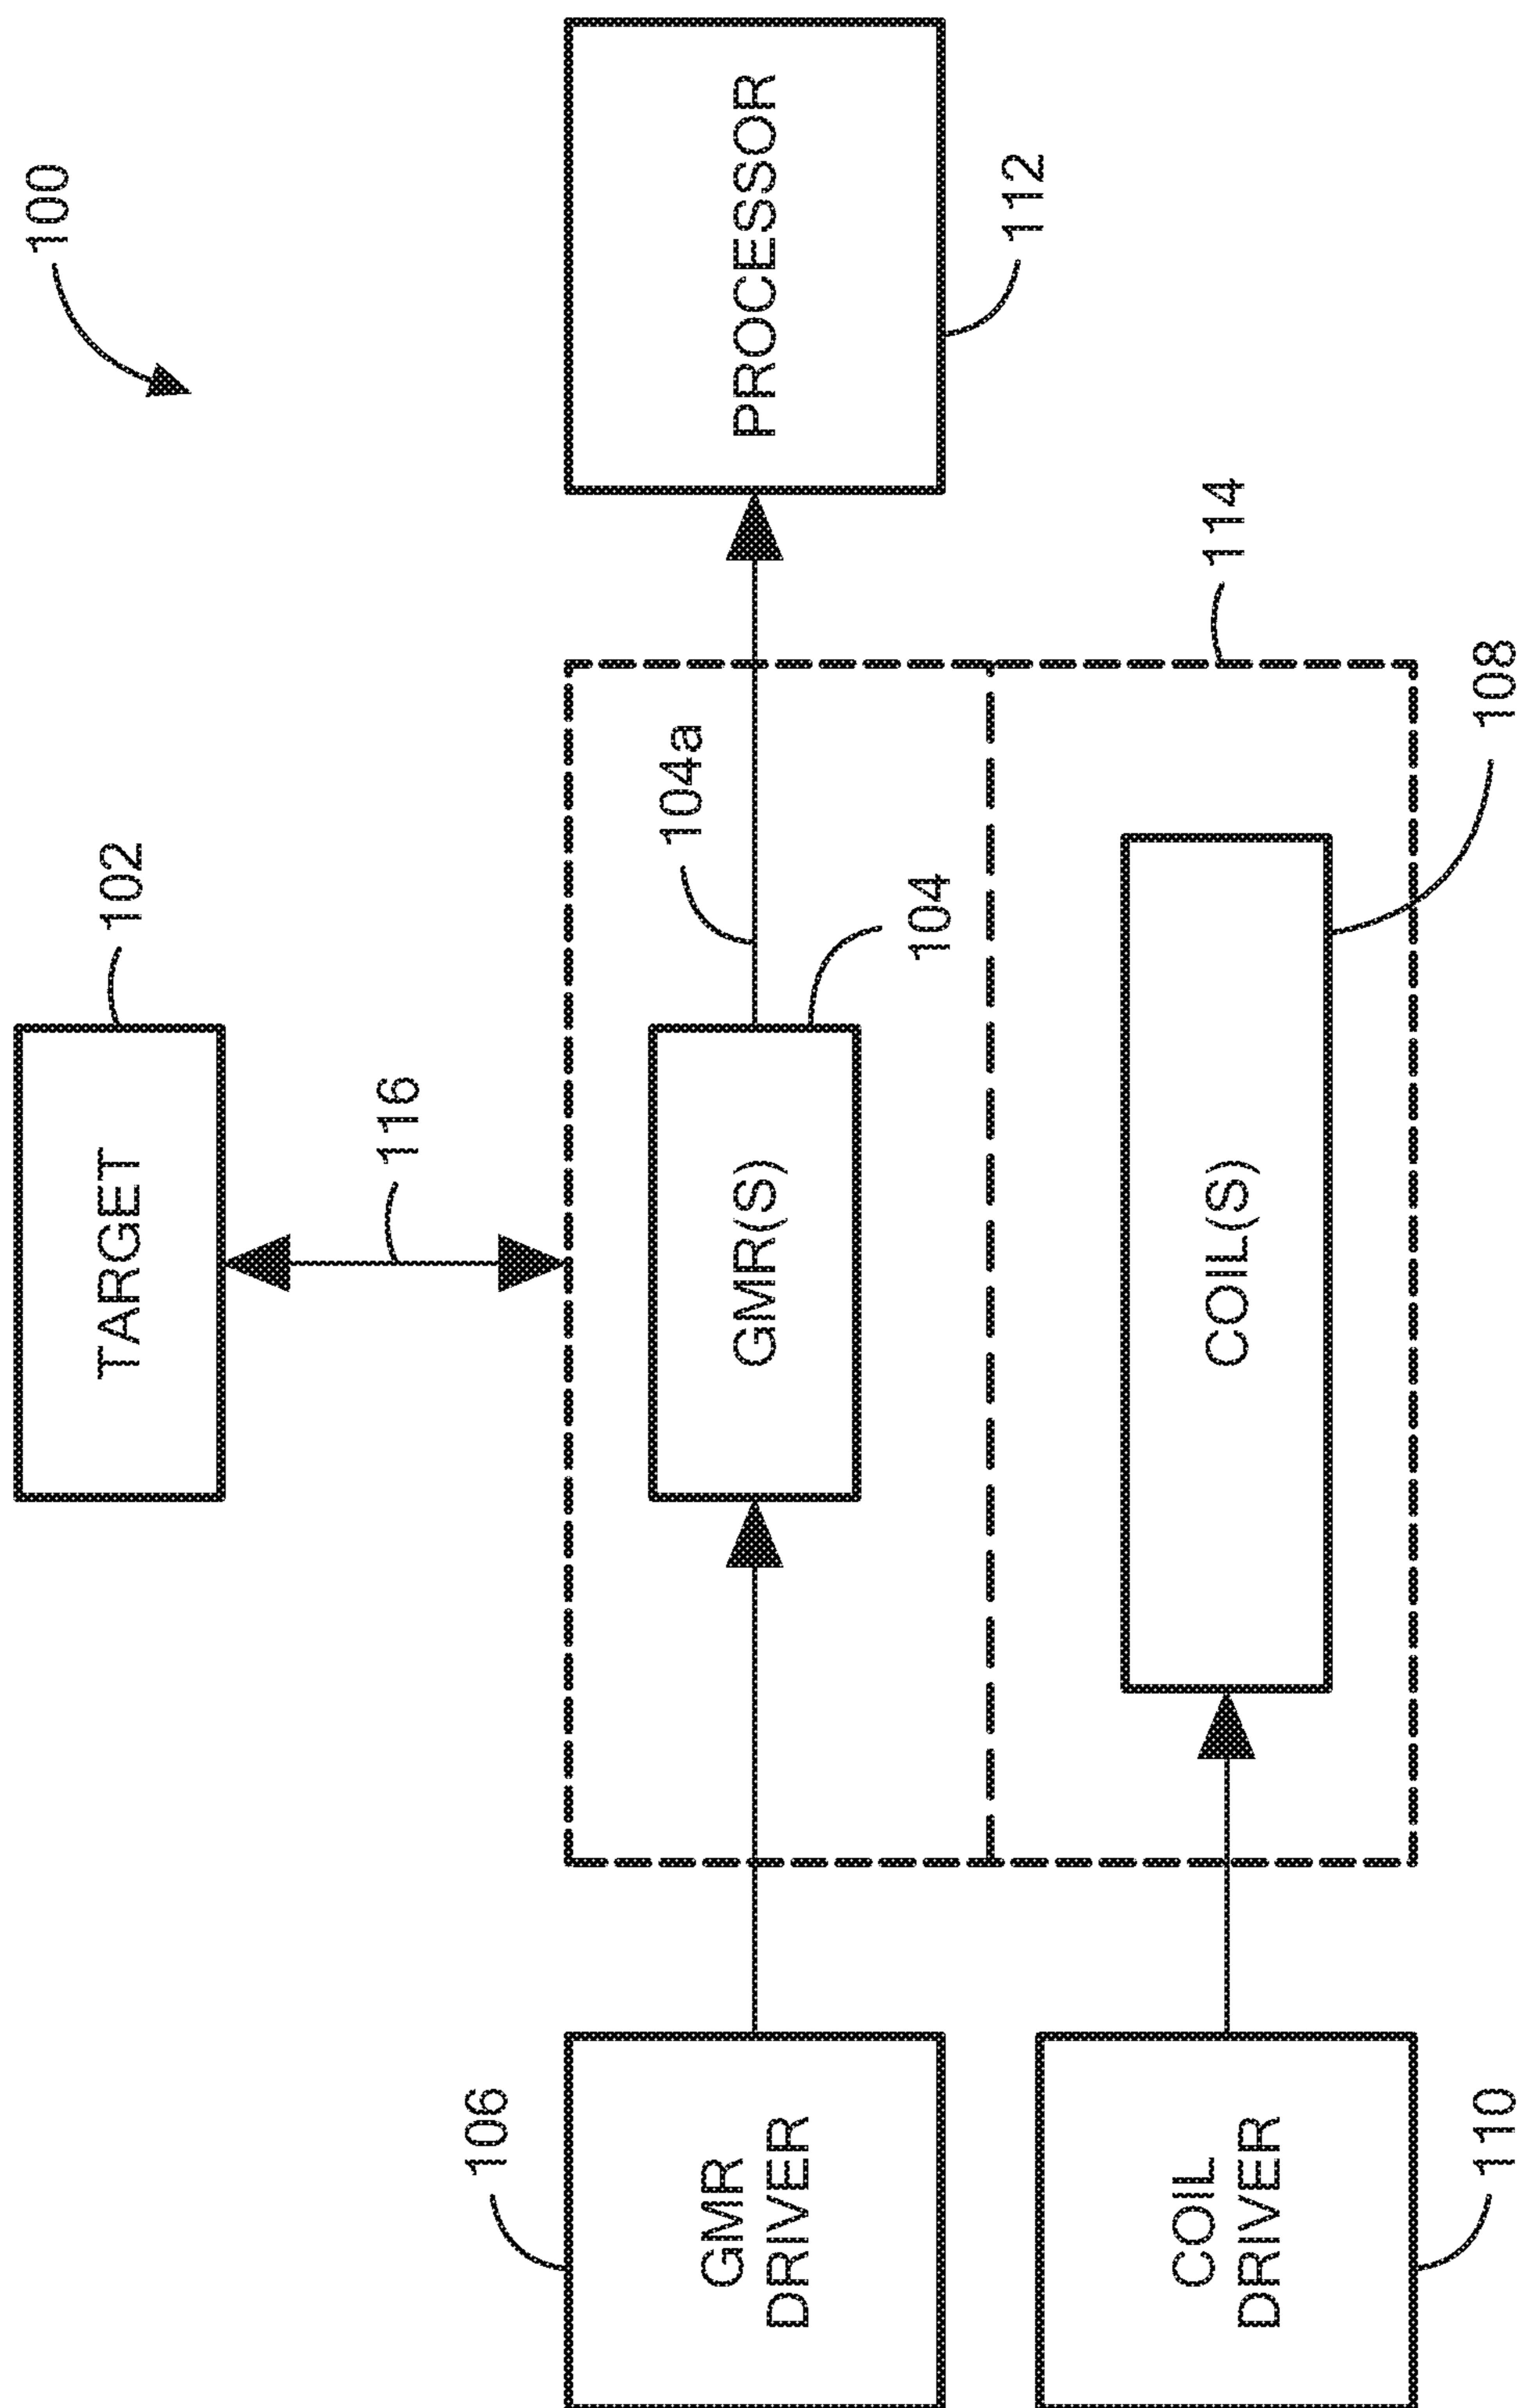 100
TARGET
102
116
106
GMR
DRIVER
GMR(S)
104a
104
PROCESSOR
112
114
COIL
DRIVER
110
COIL(S)
108